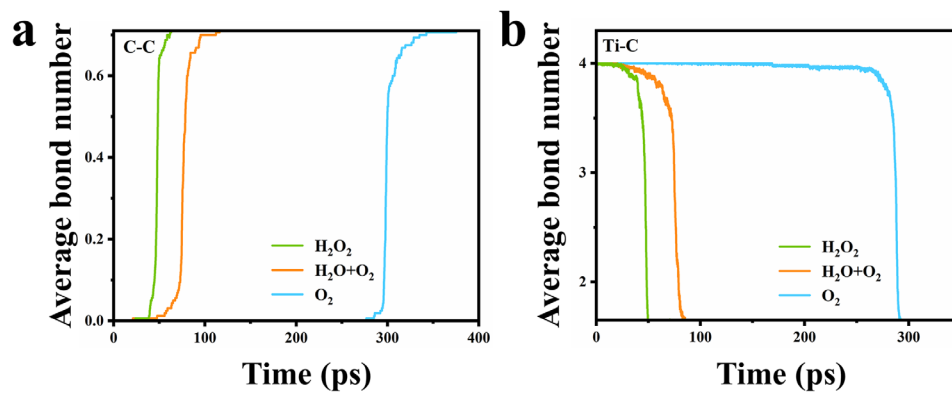 a
C-C
Average bond number
0.6
0.4
0.2
0.0
H₂O₂
H₂O+O₂
O₂
0
100
200
300
400
Time (ps)
b
Ti-C
Average bond number
4
3
2
H₂O₂
H₂O+O₂
O₂
0
100
200
300
Time (ps)